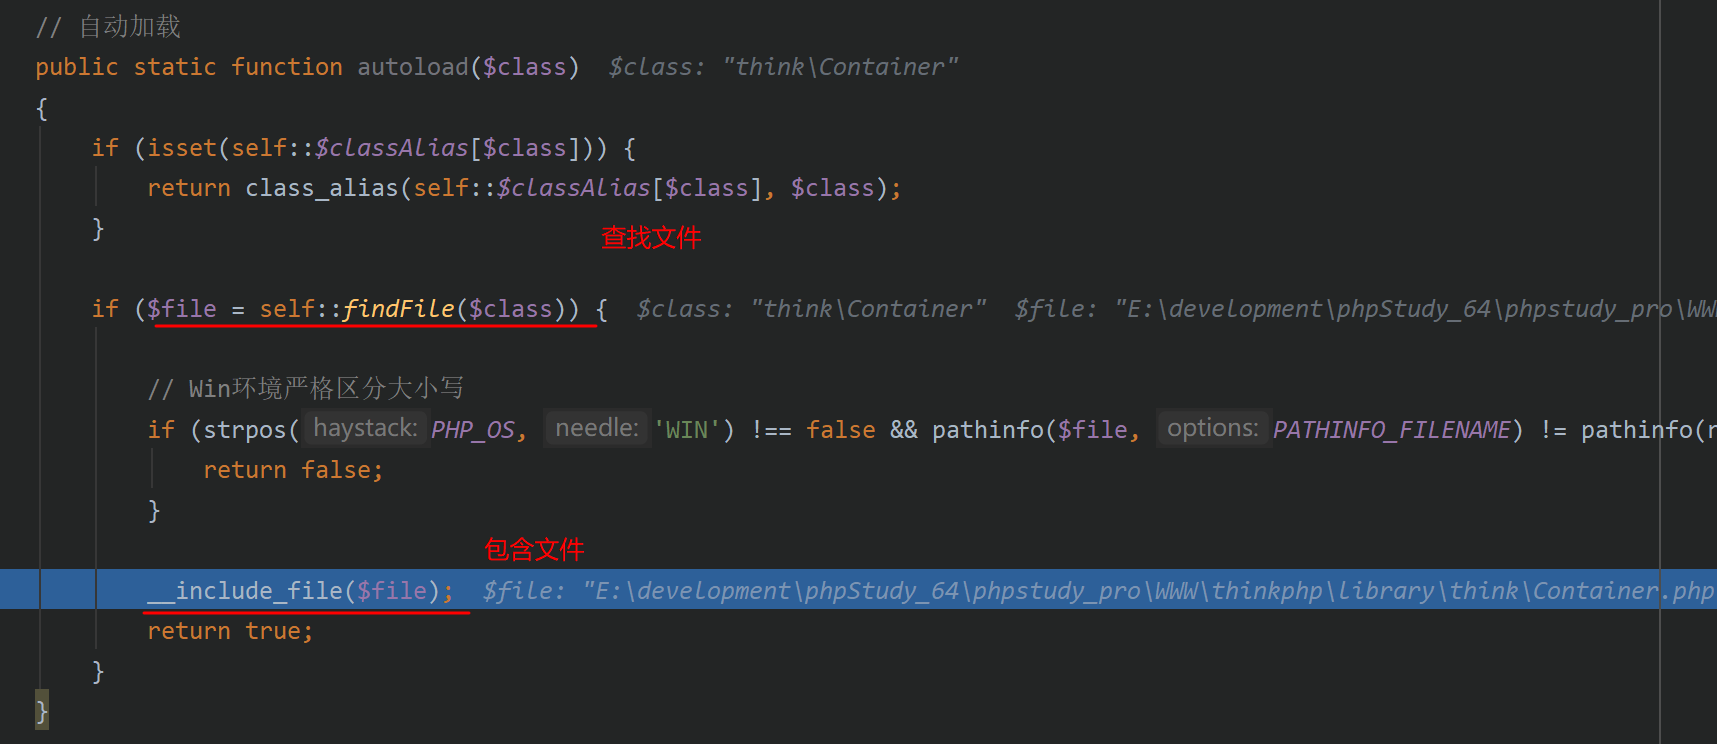 // 自动加载
public static function autoload($class) $class: "think\Container"
{
if (isset(self::$classAlias[$class])) {
return class_alias(self::$classAlias[$class], $class);
}
查找文件
if ($file = self::findFile($class)) { $class: "think\Container" $file: "E:\development\phpStudy_64\phpstudy_pro\WWW
// Win环境严格区分大小写
if (strpos( haystack: PHP_OS, needle: 'WIN') !== false && pathinfo($file, options: PATHINFO_FILENAME) != pathinfo(r
return false;
}
包含文件
__include_file($file); $file: "E:\development\phpStudy_64\phpstudy_pro\WWW\thinkphp\library\think\Container.php
return true;
}
}